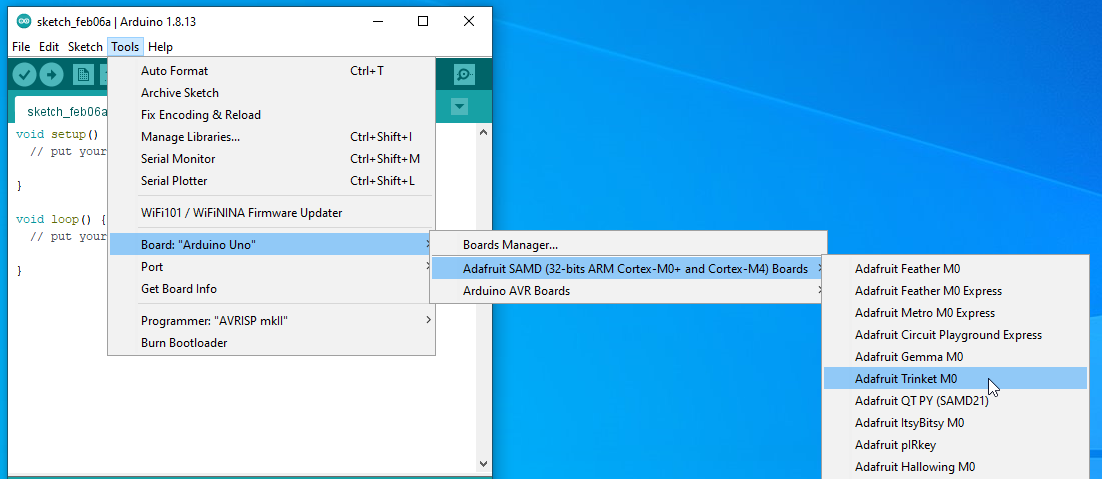 sketch_feb06a | Arduino 1.8.13
File Edit Sketch Tools Help
sketch_feb06a
void setup()
// put your
}
void loop() {
// put your
}
Auto Format Ctrl+T
Archive Sketch
Fix Encoding & Reload
Manage Libraries... Ctrl+Shift+I
Serial Monitor Ctrl+Shift+M
Serial Plotter Ctrl+Shift+L
WiFi101 / WiFiNINA Firmware Updater
Board: "Arduino Uno"
Port
Get Board Info
Programmer: "AVRISP mkII"
Burn Bootloader
Boards Manager...
Adafruit SAMD (32-bits ARM Cortex-M0+ and Cortex-M4) Boards
Arduino AVR Boards
Adafruit Feather M0
Adafruit Feather M0 Express
Adafruit Metro M0 Express
Adafruit Circuit Playground Express
Adafruit Gemma M0
Adafruit Trinket M0
Adafruit QT PY (SAMD21)
Adafruit ItsyBitsy M0
Adafruit pIRkey
Adafruit Hallowing M0